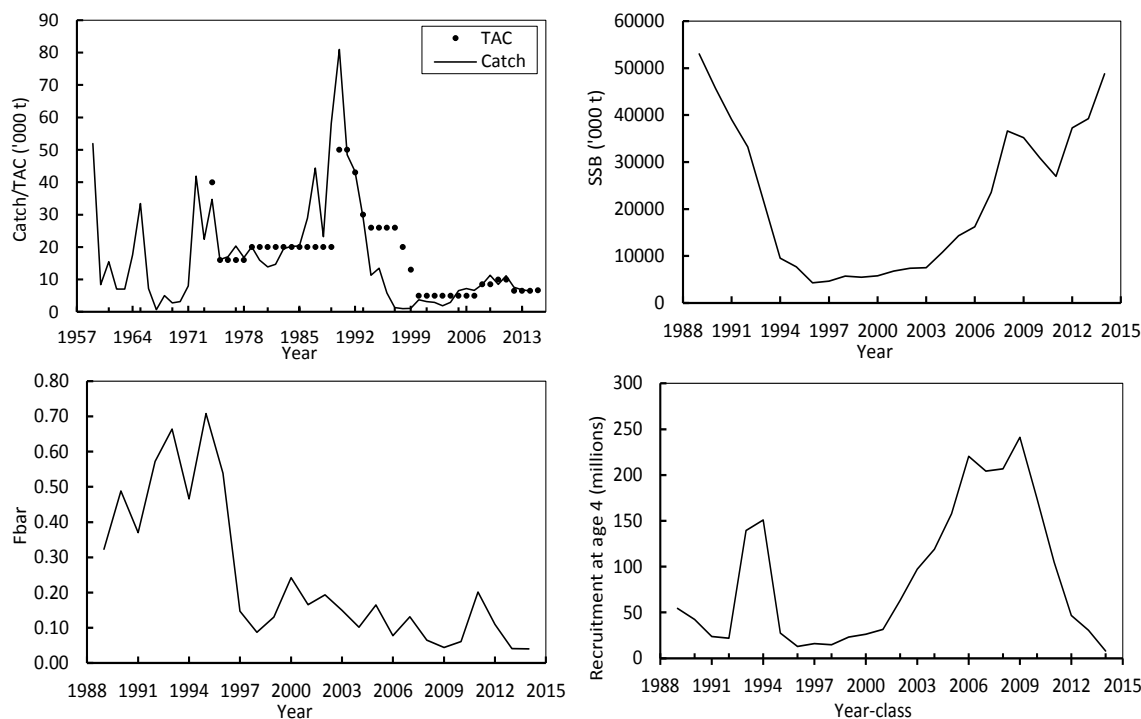 90
80
70
60
50
40
30
20
10
0
Catch/TAC ('000 t)
TAC
Catch
1957 1964 1971 1978 1985 1992 1999 2006 2013
Year
60000
50000
40000
30000
20000
10000
0
SSB ('000 t)
1988 1991 1994 1997 2000 2003 2006 2009 2012 2015
Year
0.80
0.70
0.60
0.50
0.40
0.30
0.20
0.10
0.00
Fbar
1988 1991 1994 1997 2000 2003 2006 2009 2012 2015
Year
300
250
200
150
100
50
0
Recruitment at age 4 (millions)
1988 1991 1994 1997 2000 2003 2006 2009 2012 2015
Year-class